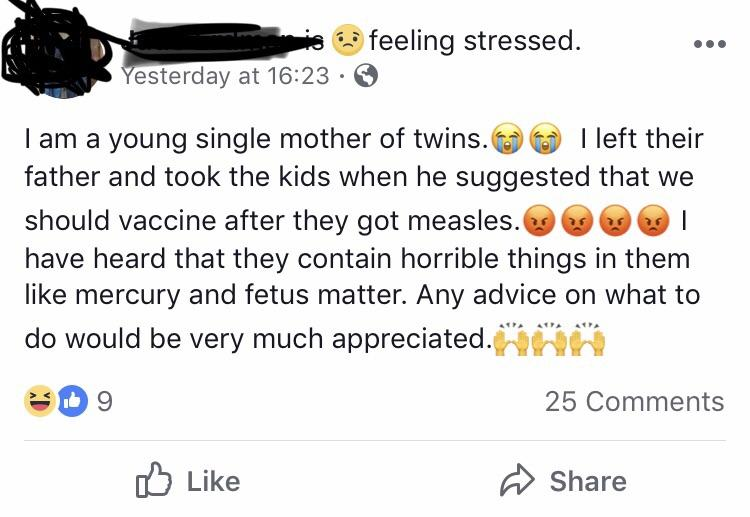 is 😟 feeling stressed.
Yesterday at 16:23 ·
I am a young single mother of twins.😭😭 I left their
father and took the kids when he suggested that we
should vaccine after they got measles.😡😡😡😡 I
have heard that they contain horrible things in them
like mercury and fetus matter. Any advice on what to
do would be very much appreciated.🙌🙌🙌
9
25 Comments
Like
Share